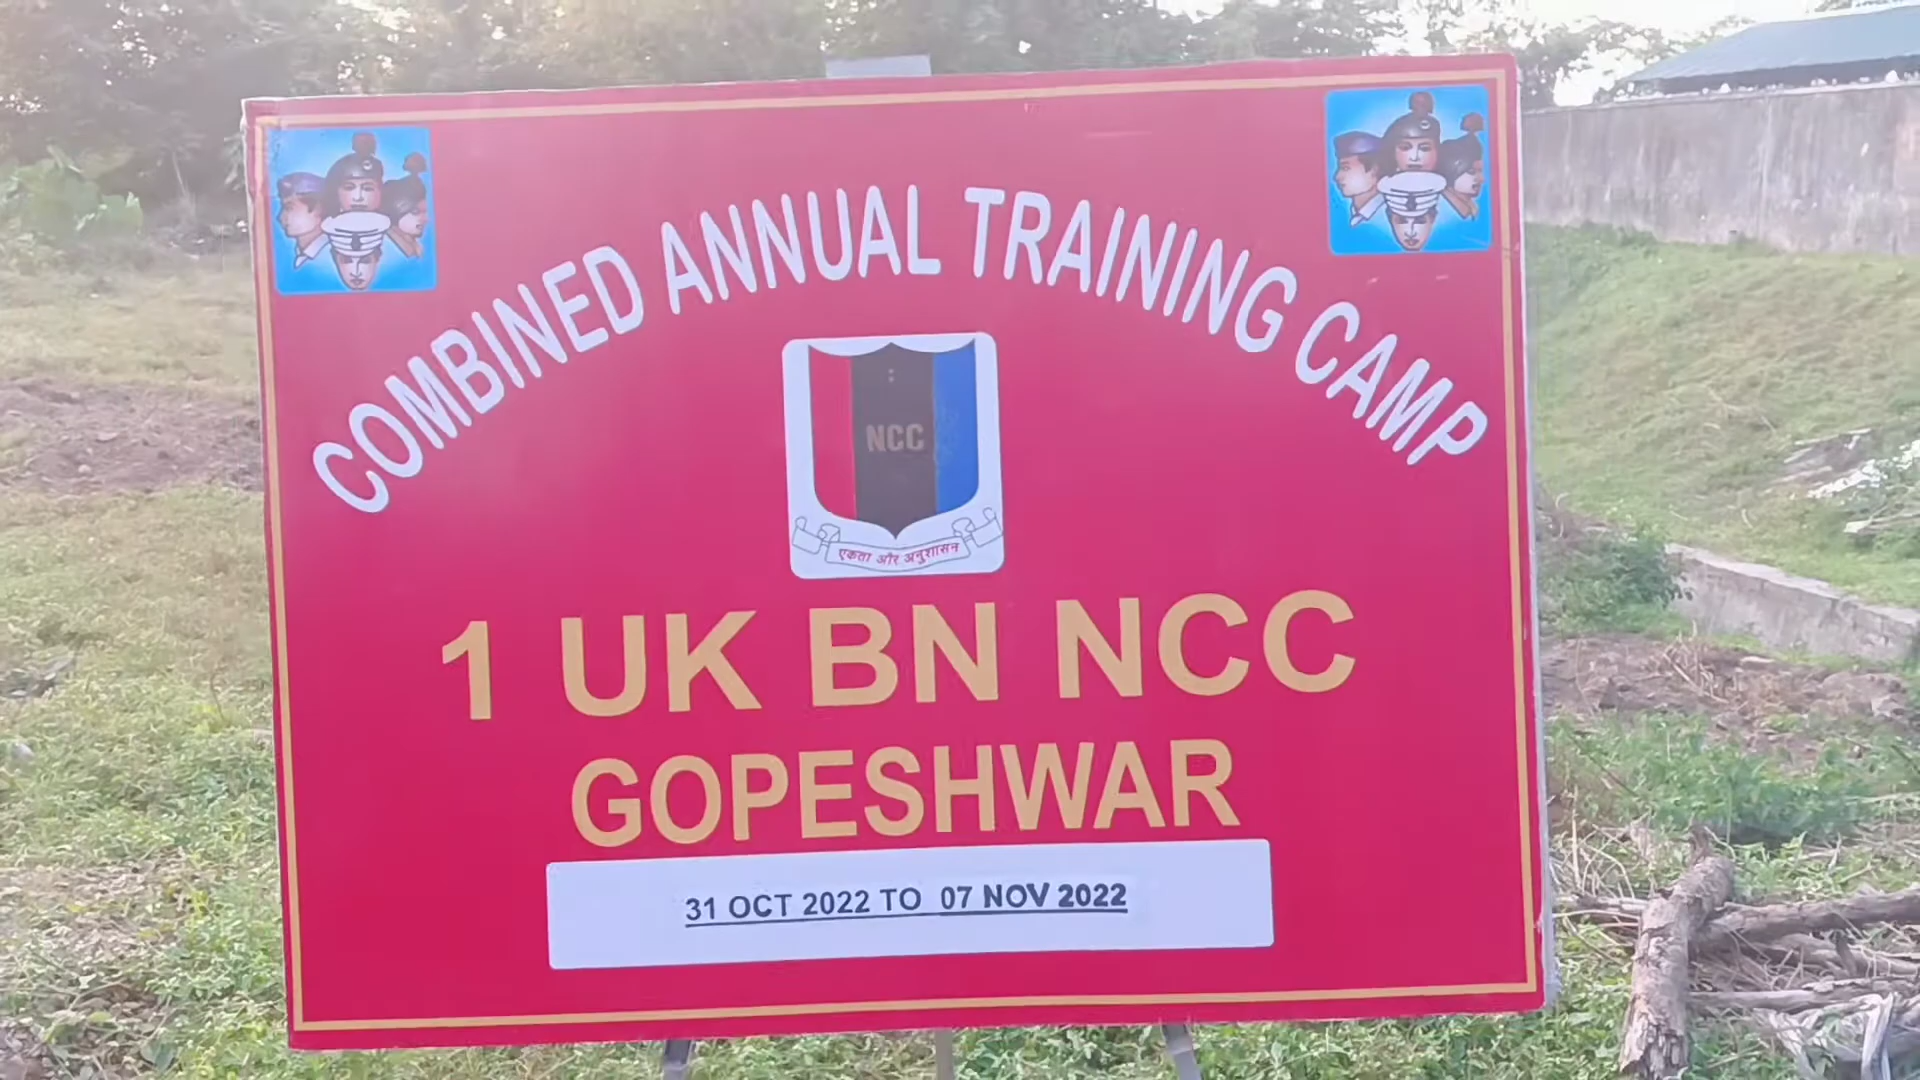 COMBINED ANNUAL TRAINING CAMP
NCC
एकता और अनुशासन
1 UK BN NCC
GOPESHWAR
31 OCT 2022 TO 07 NOV 2022